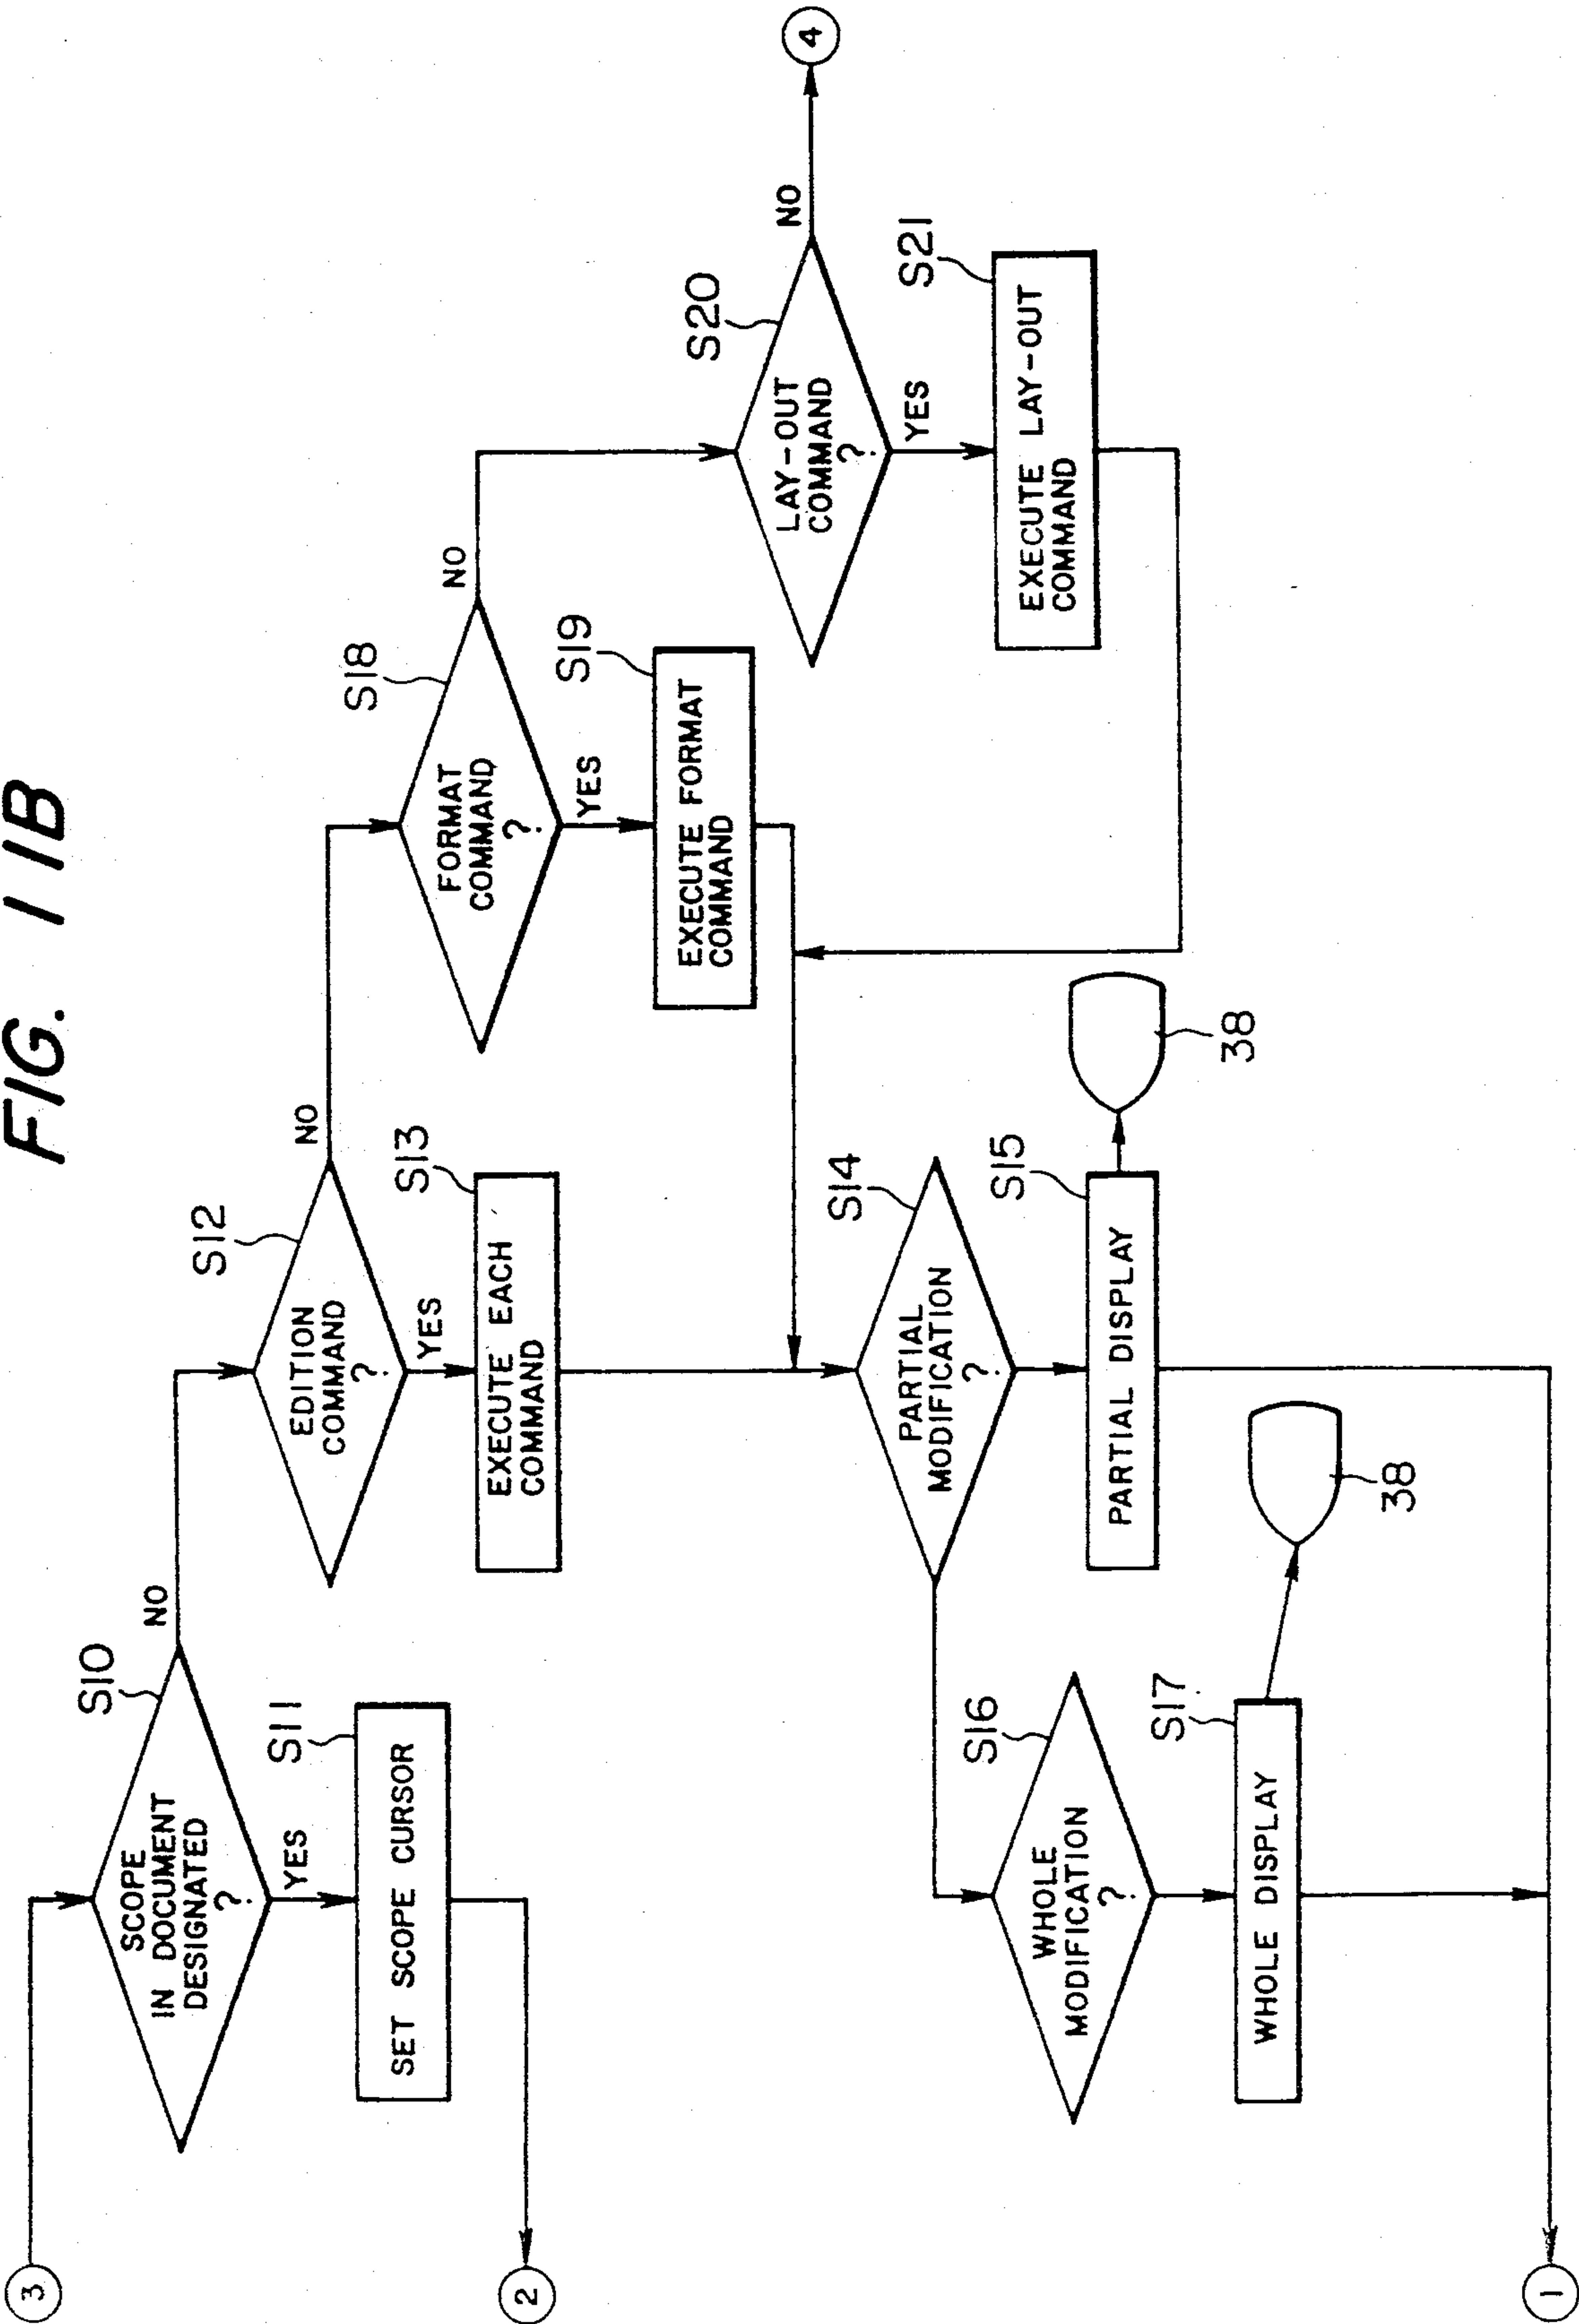 FIG. 11B
3
SCOPE
IN DOCUMENT
DESIGNATED
?
S10
NO
YES
S11
SET SCOPE CURSOR
2
EDITION
COMMAND
?
S12
NO
YES
S13
EXECUTE EACH
COMMAND
FORMAT
COMMAND
?
S18
NO
YES
S19
EXECUTE FORMAT
COMMAND
LAY-OUT
COMMAND
?
S20
NO
4
YES
S21
EXECUTE LAY-OUT
COMMAND
PARTIAL
MODIFICATION
?
S14
S15
PARTIAL DISPLAY
38
WHOLE
MODIFICATION
?
S16
S17
WHOLE DISPLAY
38
1